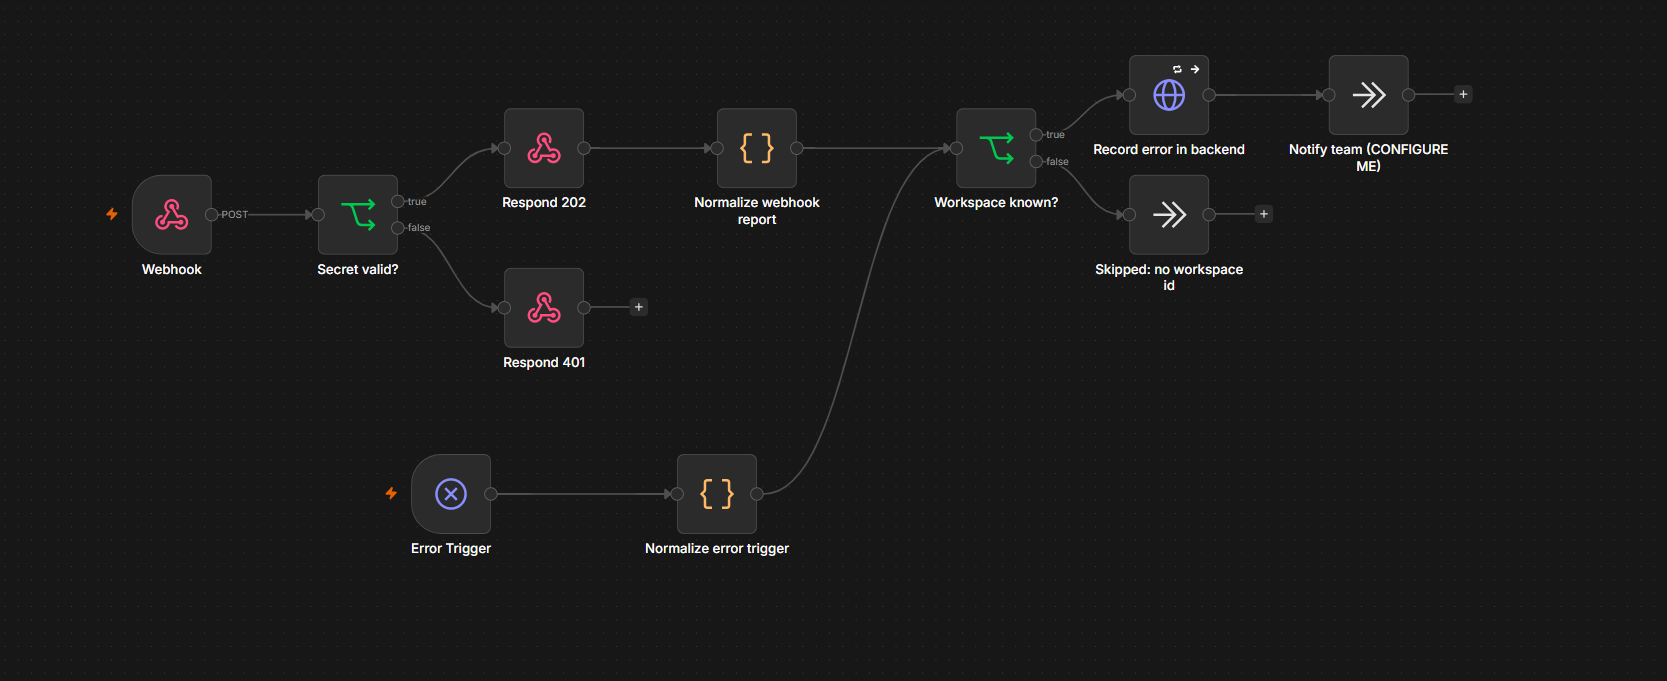 Webhook
POST
Secret valid?
true
false
Respond 202
Respond 401
Normalize webhook
report
Workspace known?
true
false
Record error in backend
Notify team (CONFIGURE
ME)
Skipped: no workspace
id
Error Trigger
Normalize error trigger